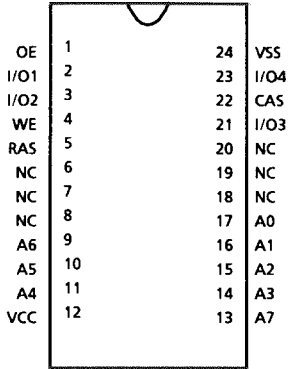 OE 1 24 VSS
I/O1 2 23 I/O4
I/O2 3 22 CAS
WE 4 21 I/O3
RAS 5 20 NC
NC 6 19 NC
NC 7 18 NC
NC 8 17 A0
A6 9 16 A1
A5 10 15 A2
A4 11 14 A3
VCC 12 13 A7